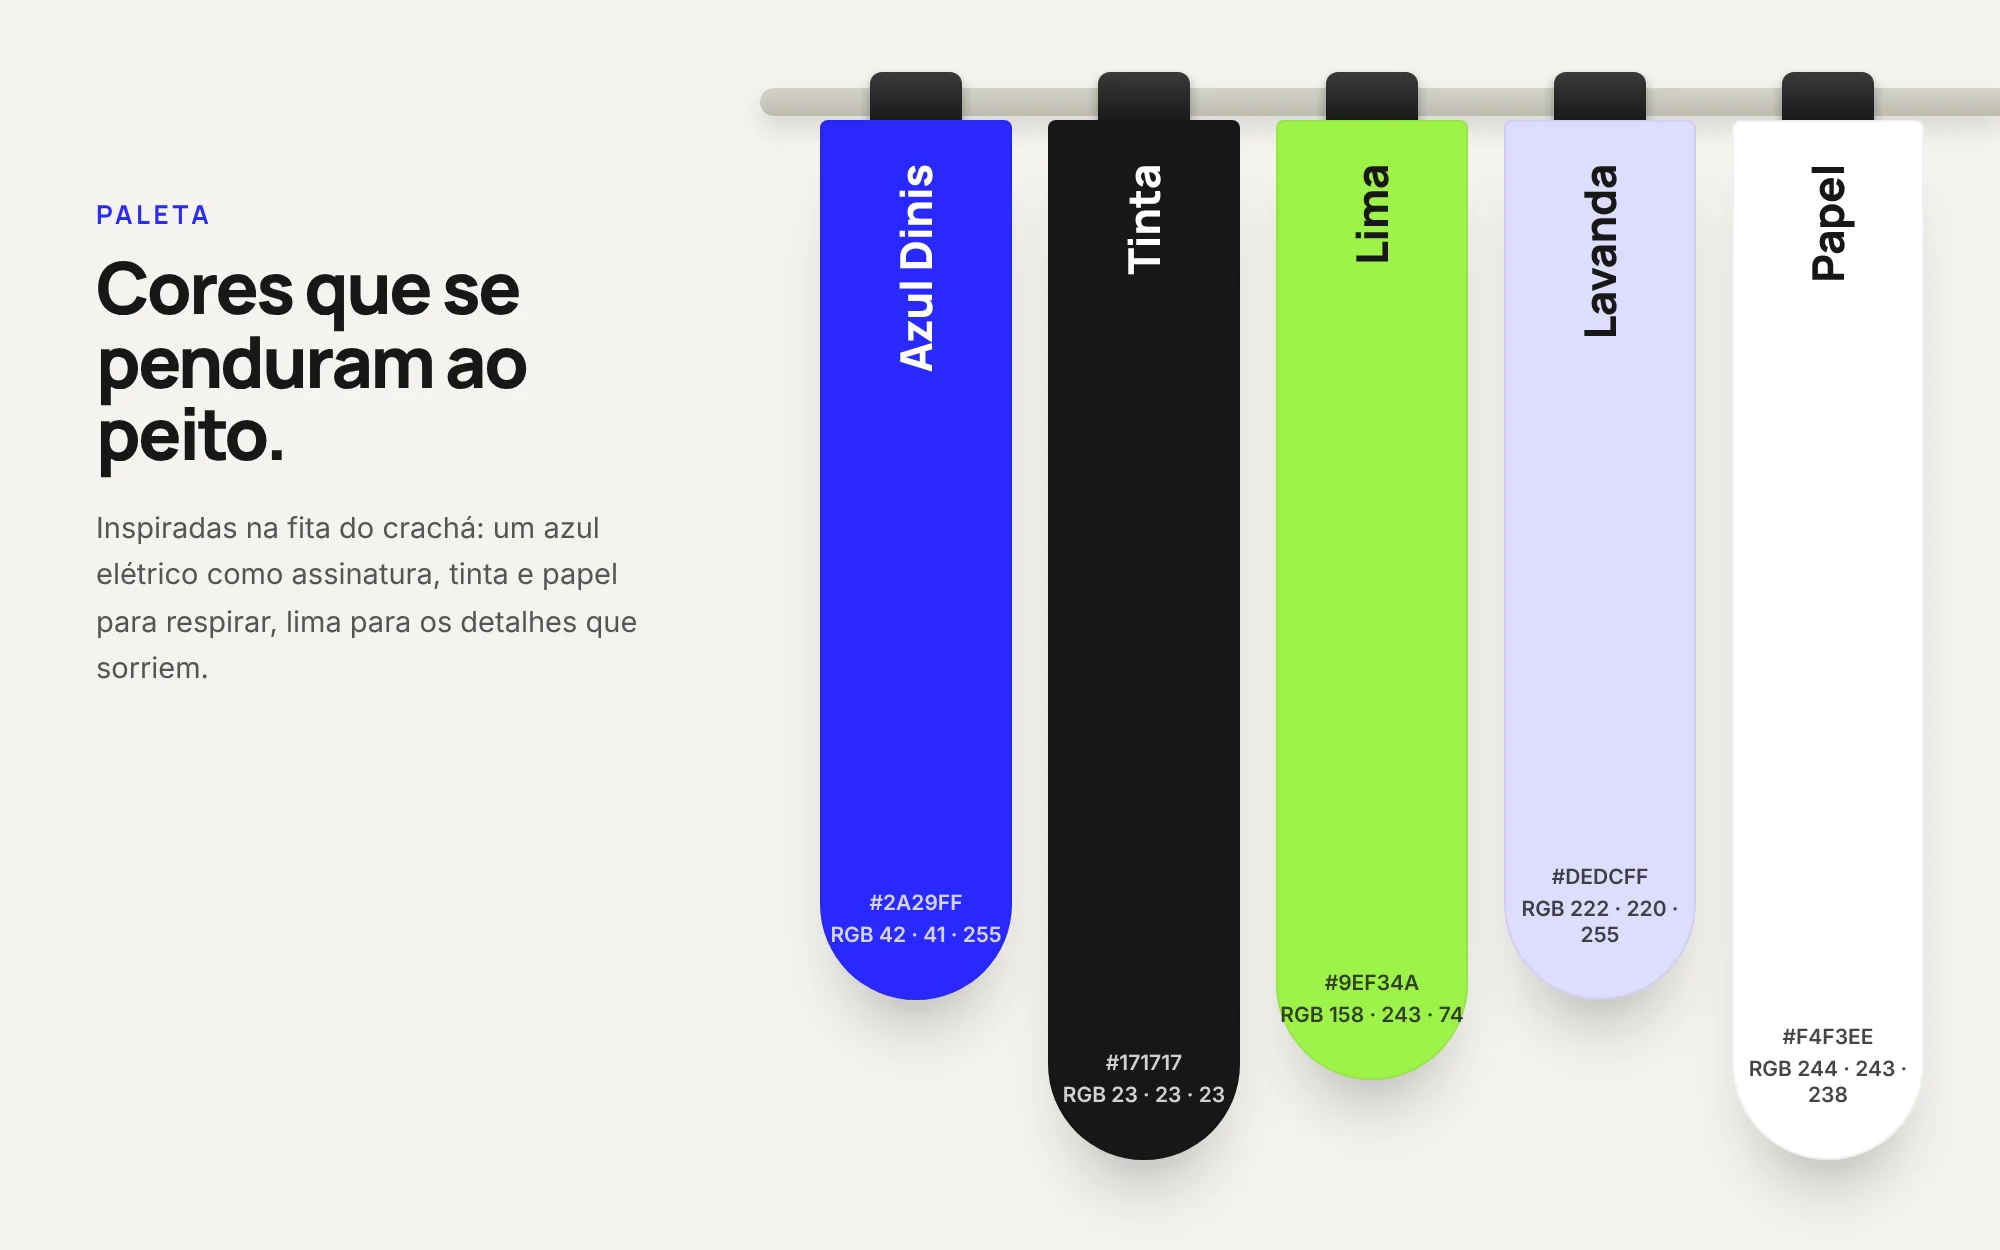 PALETA
Cores que se
penduram ao
peito.
Inspiradas na fita do crachá: um azul
elétrico como assinatura, tinta e papel
para respirar, lima para os detalhes que
sorriem.
Azul Dinis
#2A29FF
RGB 42 · 41 · 255
Tinta
#171717
RGB 23 · 23 · 23
Lima
#9EF34A
RGB 158 · 243 · 74
Lavanda
#DEDCFF
RGB 222 · 220 ·
255
Papel
#F4F3EE
RGB 244 · 243 ·
238